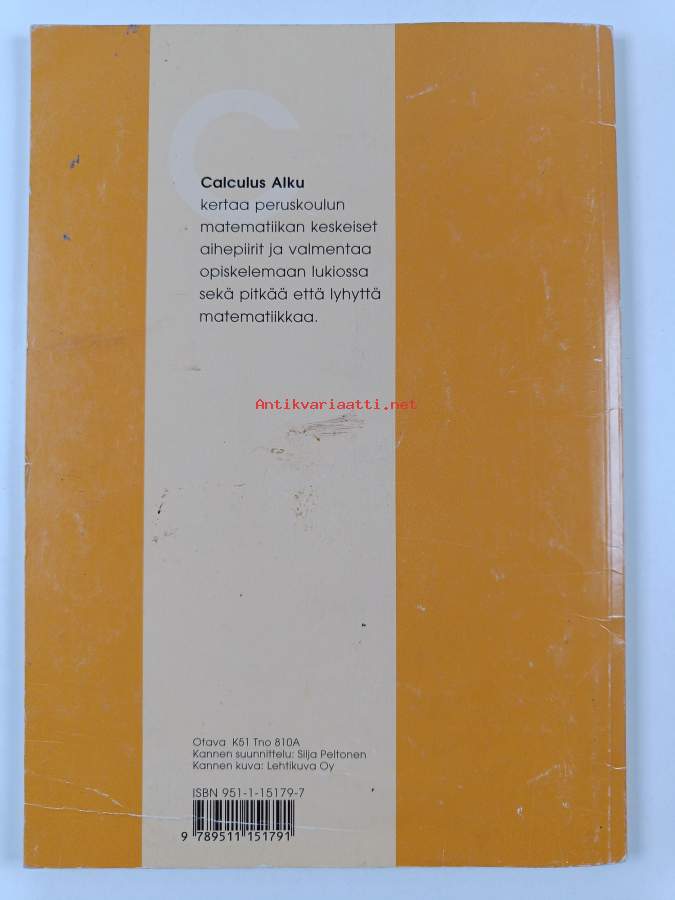 Calculus Alku
kertaa peruskoulun
matematiikan keskeiset
aihepiirit ja valmentaa
opiskelemaan lukiossa
sekä pitkää että lyhyttä
matematiikkaa.
Antikvariaatti.net
Otava K51 Tno 810A
Kannen suunnittelu: Silja Peltonen
Kannen kuva: Lehtikuva Oy
ISBN 951-1-15179-7
9 789511 151791